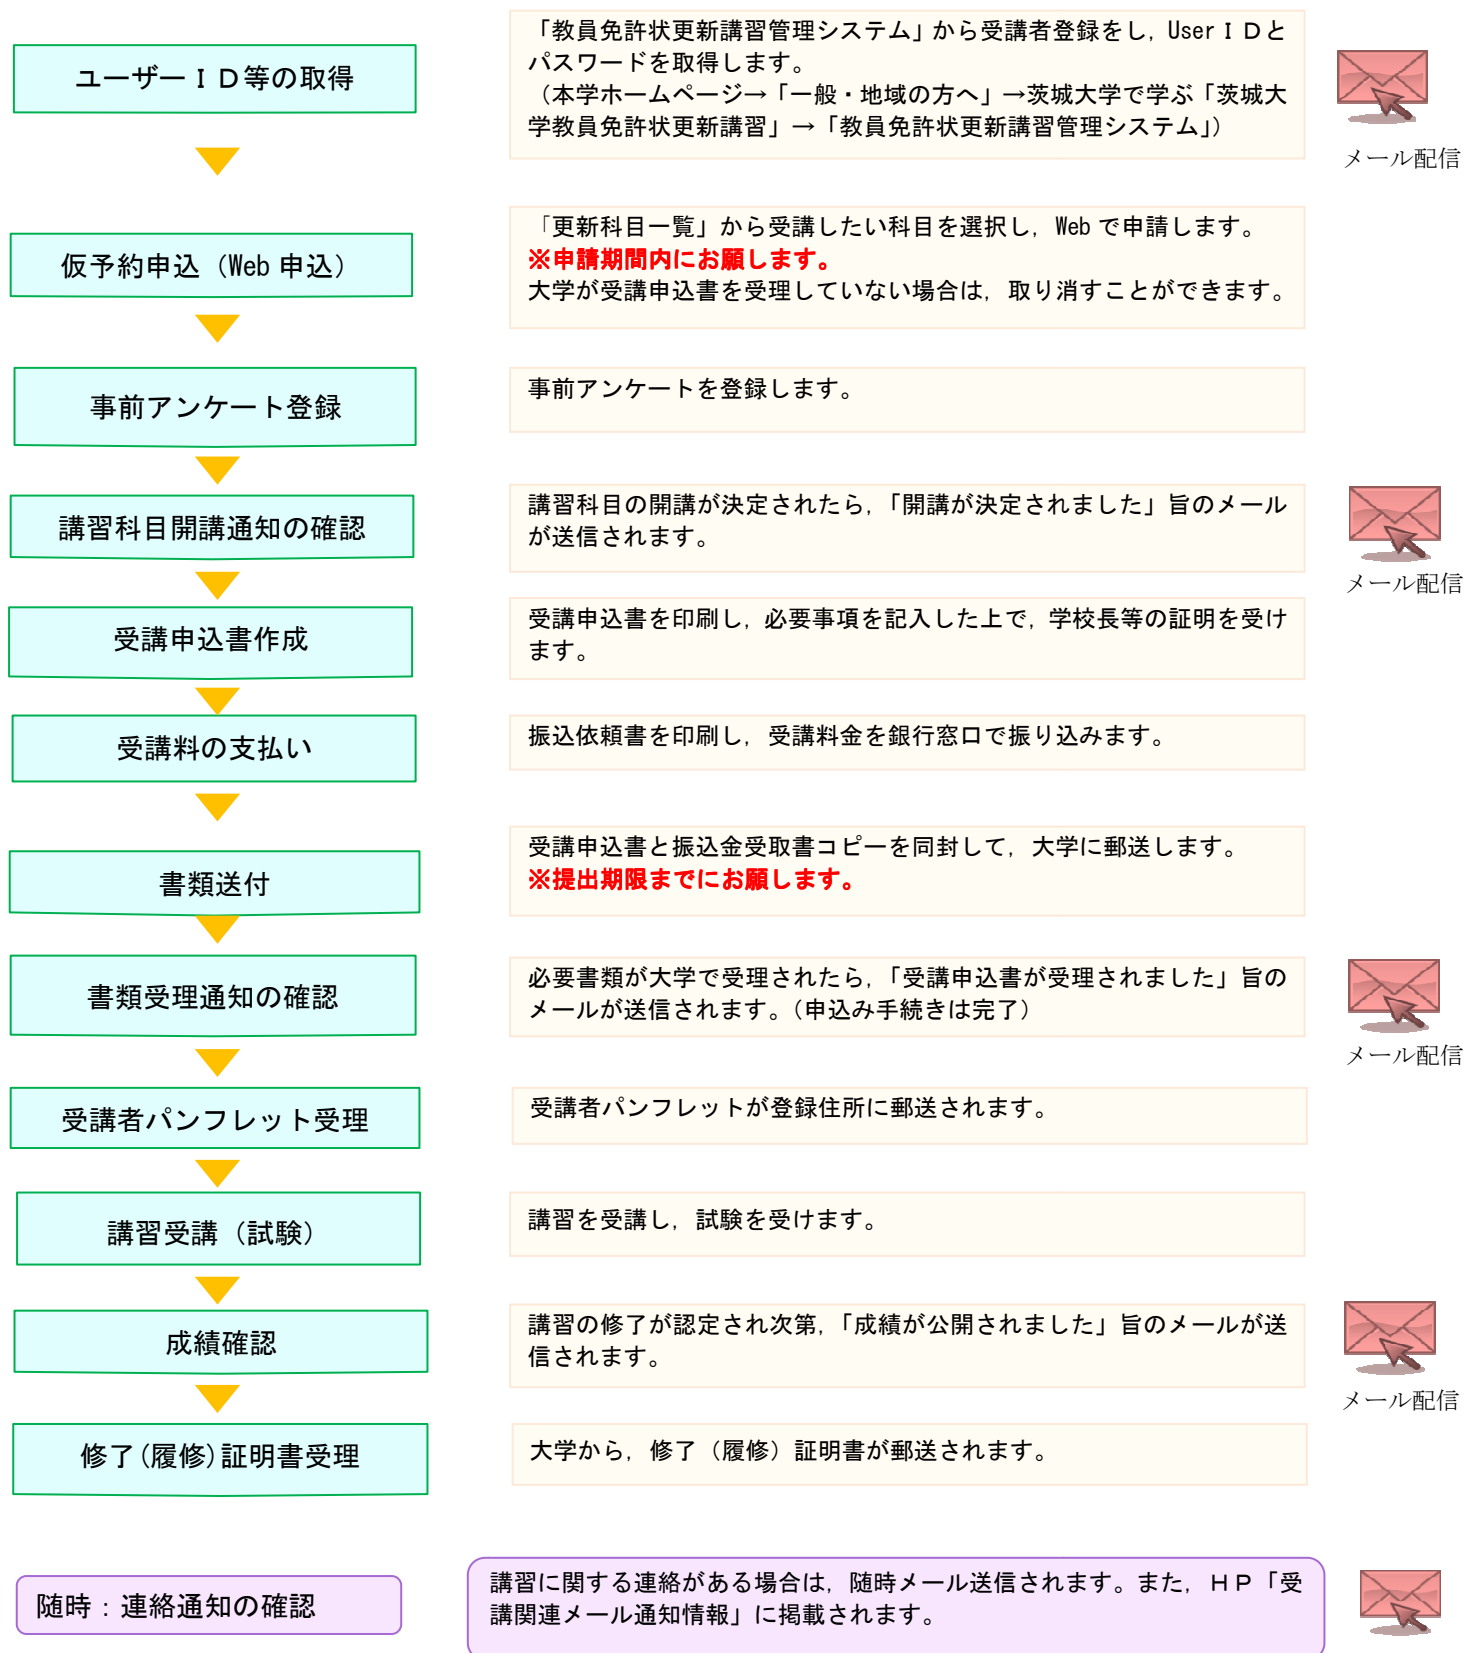 ユーザーＩＤ等の取得
「教員免許状更新講習管理システム」から受講者登録をし，UserＩＤと
パスワードを取得します。
（本学ホームページ→「一般・地域の方へ」→茨城大学で学ぶ「茨城大
学教員免許状更新講習」→「教員免許状更新講習管理システム」）
メール配信
仮予約申込（Web申込）
「更新科目一覧」から受講したい科目を選択し，Webで申請します。
※申請期間内にお願します。
大学が受講申込書を受理していない場合は，取り消すことができます。
事前アンケート登録
事前アンケートを登録します。
講習科目開講通知の確認
講習科目の開講が決定されたら，「開講が決定されました」旨のメール
が送信されます。
メール配信
受講申込書作成
受講申込書を印刷し，必要事項を記入した上で，学校長等の証明を受け
ます。
受講料の支払い
振込依頼書を印刷し，受講料金を銀行窓口で振り込みます。
書類送付
受講申込書と振込金受取書コピーを同封して，大学に郵送します。
※提出期限までにお願します。
書類受理通知の確認
必要書類が大学で受理されたら，「受講申込書が受理されました」旨の
メールが送信されます。（申込み手続きは完了）
メール配信
受講者パンフレット受理
受講者パンフレットが登録住所に郵送されます。
講習受講（試験）
講習を受講し，試験を受けます。
成績確認
講習の修了が認定され次第，「成績が公開されました」旨のメールが送
信されます。
メール配信
修了(履修)証明書受理
大学から，修了（履修）証明書が郵送されます。
随時：連絡通知の確認
講習に関する連絡がある場合は，随時メール送信されます。また，ＨＰ「受
講関連メール通知情報」に掲載されます。